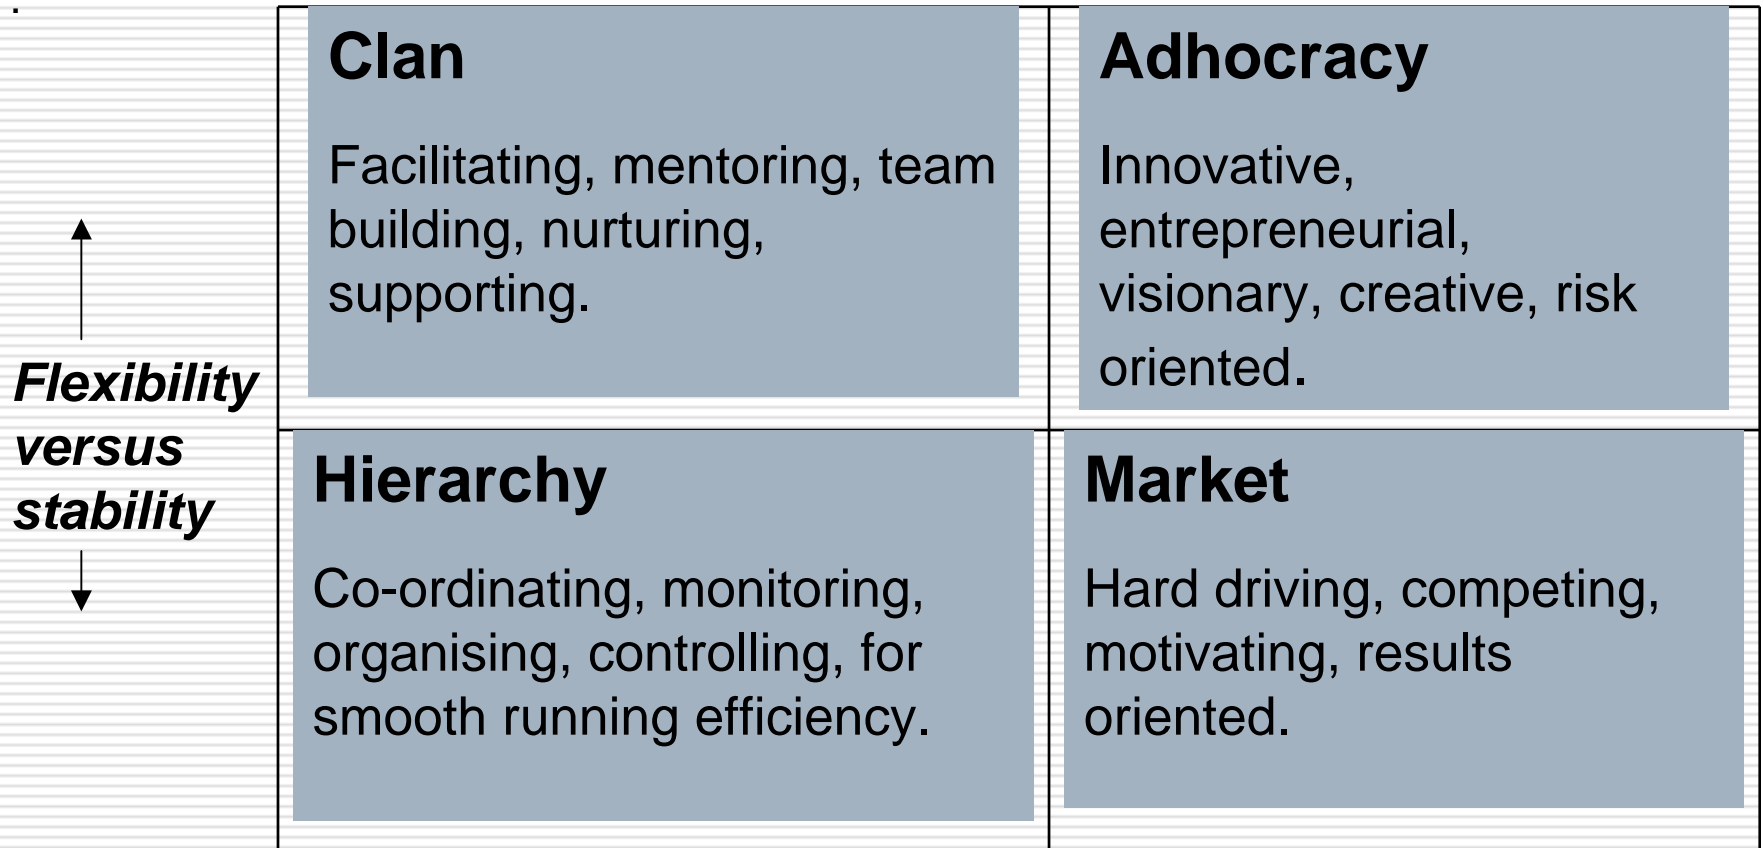 .
Flexibility
versus
stability
Clan
Facilitating, mentoring, team
building, nurturing,
supporting.
Adhocracy
Innovative,
entrepreneurial,
visionary, creative, risk
oriented.
Hierarchy
Co-ordinating, monitoring,
organising, controlling, for
smooth running efficiency.
Market
Hard driving, competing,
motivating, results
oriented.